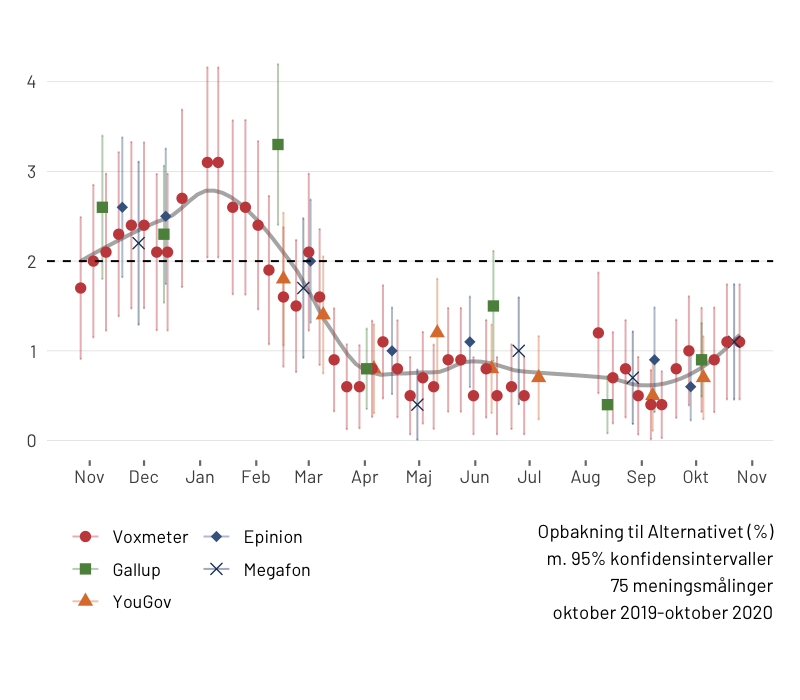 4
3
2
1
0
Nov Dec Jan Feb Mar Apr Maj Jun Jul Aug Sep Okt Nov
Voxmeter Epinion
Gallup Megafon
YouGov
Opbakning til Alternativet (%)
m. 95% konfidensintervaller
75 meningsmålinger
oktober 2019-oktober 2020